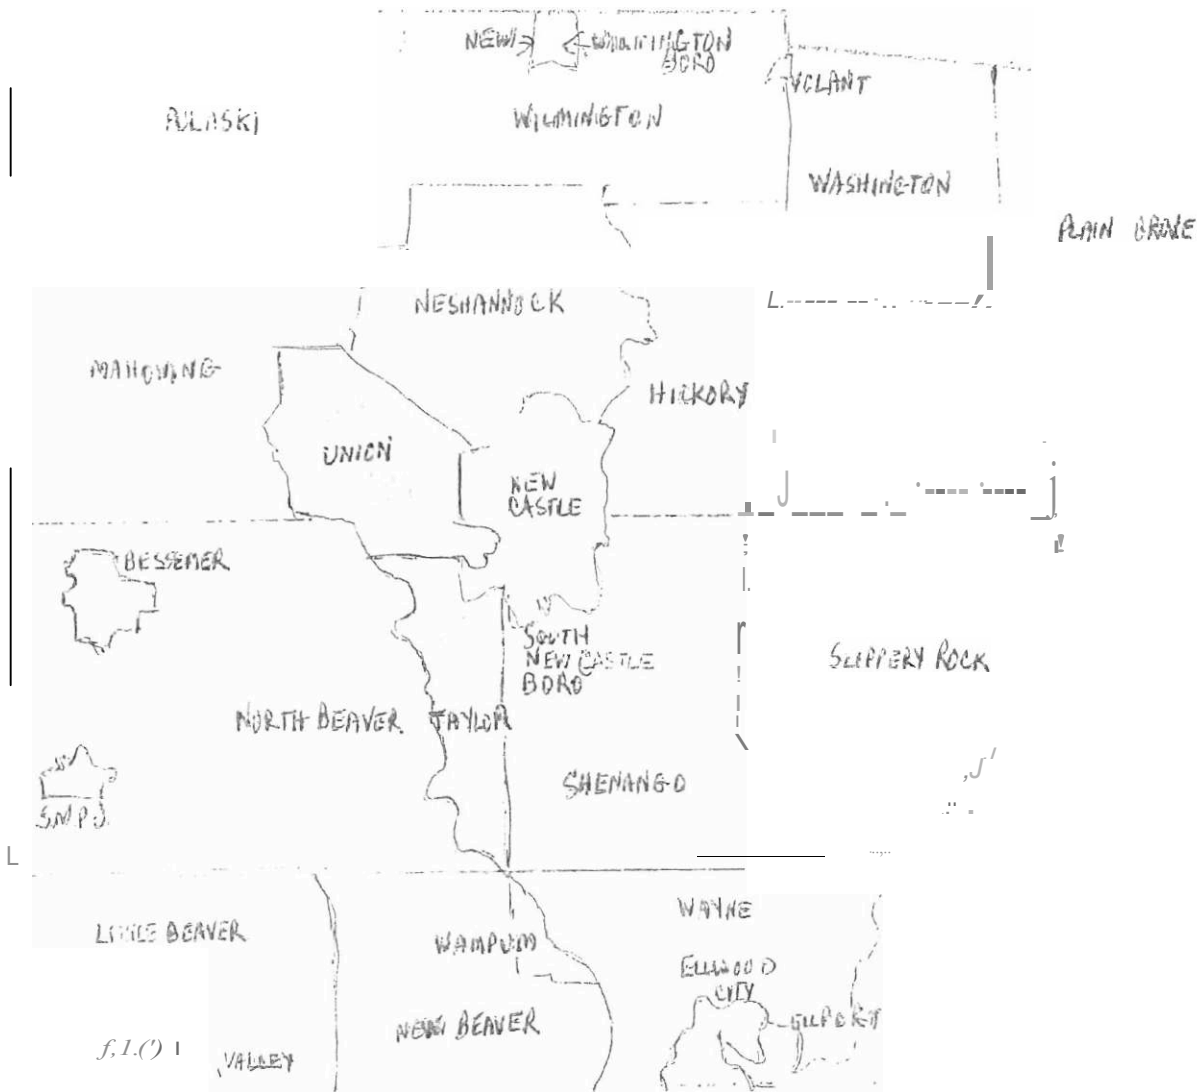 NEW WILMINGTON
BORO
VOLANT
PULASKI
WILMINGTON
WASHINGTON
PLAIN GROVE
NESHANNOCK
MAHONING
HICKORY
UNION
NEW
CASTLE
BESSEMER
SOUTH
NEW CASTLE
BORO
SLIPPERY ROCK
NORTH BEAVER
TAYLOR
SHENANGO
S.N.P.J.
WAYNE
LITTLE BEAVER
WAMPUM
ELLWOOD
CITY
NEW BEAVER
ELLPORT
VALLEY